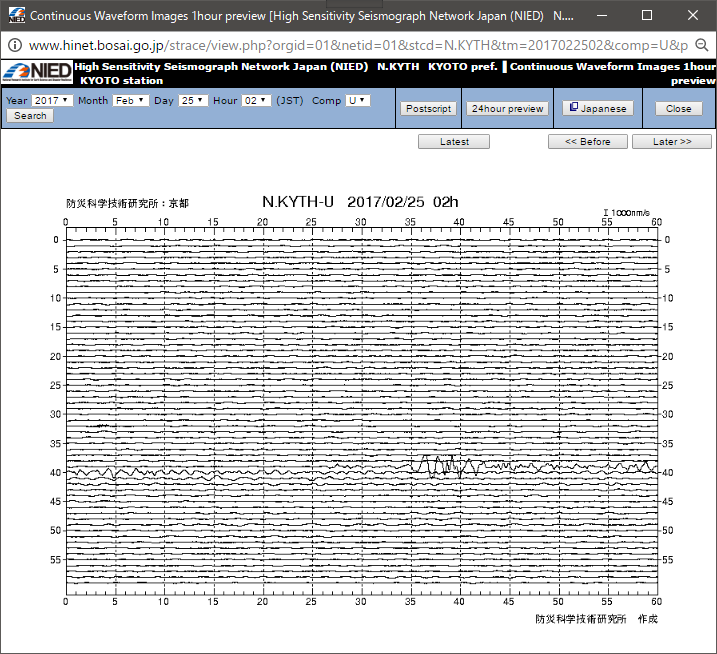 Continuous Waveform Images 1hour preview [High Sensitivity Seismograph Network Japan (NIED)   N....
www.hinet.bosai.go.jp/strace/view.php?orgid=01&netid=01&stcd=N.KYTH&tm=2017022502&comp=U&p
NIED High Sensitivity Seismograph Network Japan (NIED)   N.KYTH   KYOTO pref. ▌Continuous Waveform Images 1hour preview
KYOTO station
Year 2017 Month Feb Day 25 Hour 02 (JST) Comp U
Search
Postscript 24hour preview Japanese Close
Latest << Before Later >>
防災科学技術研究所：京都 N.KYTH-U 2017/02/25 02h
I 1000nm/s
0 5 10 15 20 25 30 35 40 45 50 55 60
0 0
5 5
10 10
15 15
20 20
25 25
30 30
35 35
40 40
45 45
50 50
55 55
0 5 10 15 20 25 30 35 40 45 50 55 60
防災科学技術研究所 作成